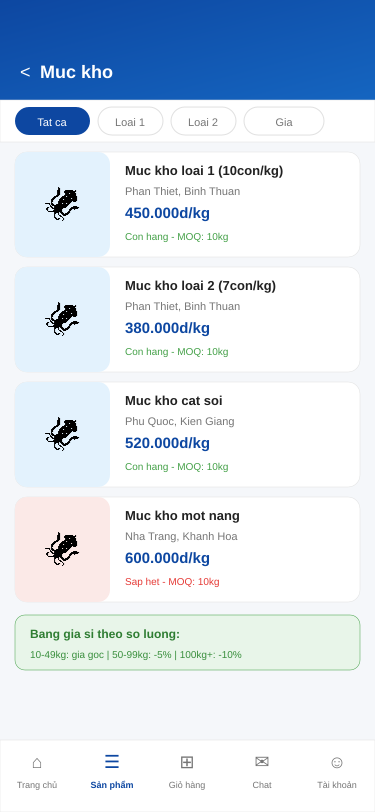 < Muc kho
Tat ca Loai 1 Loai 2 Gia
Muc kho loai 1 (10con/kg)
Phan Thiet, Binh Thuan
450.000d/kg
Con hang - MOQ: 10kg
Muc kho loai 2 (7con/kg)
Phan Thiet, Binh Thuan
380.000d/kg
Con hang - MOQ: 10kg
Muc kho cat soi
Phu Quoc, Kien Giang
520.000d/kg
Con hang - MOQ: 10kg
Muc kho mot nang
Nha Trang, Khanh Hoa
600.000d/kg
Sap het - MOQ: 10kg
Bang gia si theo so luong:
10-49kg: gia goc | 50-99kg: -5% | 100kg+: -10%
Trang chủ Sản phẩm Giỏ hàng Chat Tài khoản